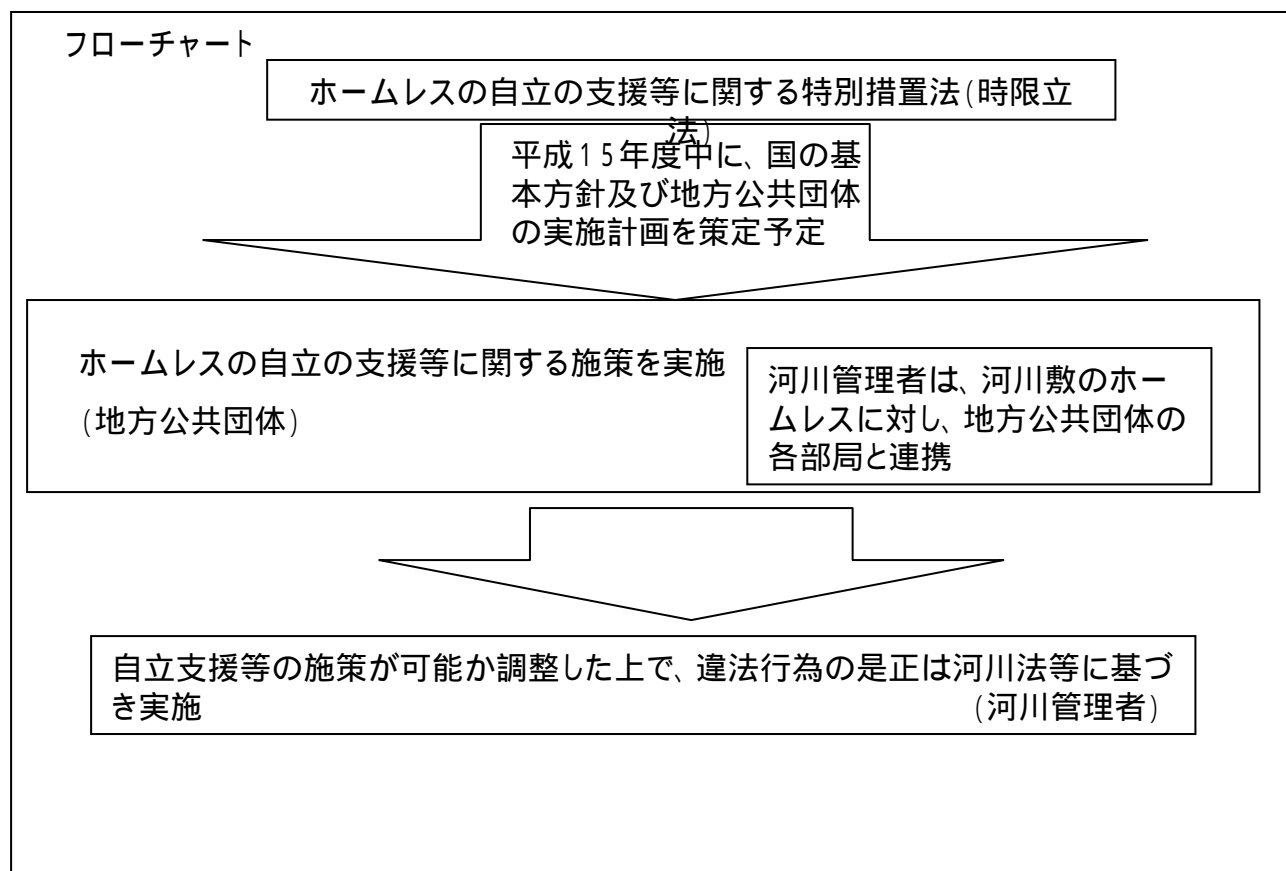 フローチャート
ホームレスの自立の支援等に関する特別措置法(時限立
法)
平成15年度中に、国の基
本方針及び地方公共団体
の実施計画を策定予定
ホームレスの自立の支援等に関する施策を実施
(地方公共団体)
河川管理者は、河川敷のホー
ムレスに対し、地方公共団体の
各部局と連携
自立支援等の施策が可能か調整した上で、違法行為の是正は河川法等に基づ
き実施 (河川管理者)